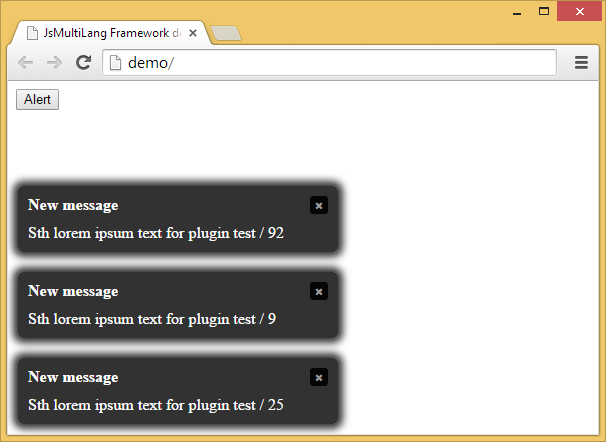 JsMultiLang Framework de
demo/
Alert
New message
Sth lorem ipsum text for plugin test / 92
New message
Sth lorem ipsum text for plugin test / 9
New message
Sth lorem ipsum text for plugin test / 25